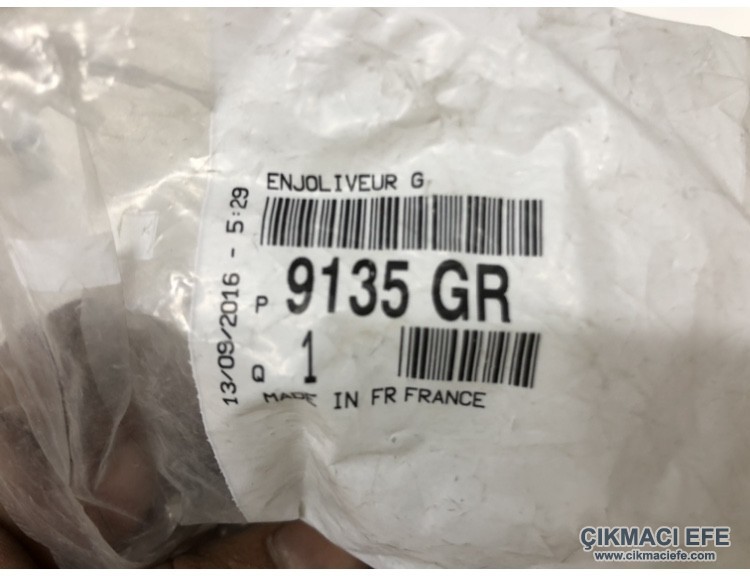 ENJOLIVEUR G
13/09/2016 - 5:29
P 9135 GR
Q 1
MADE IN FR FRANCE
ÇIKMACI EFE
www.cikmaciefe.com